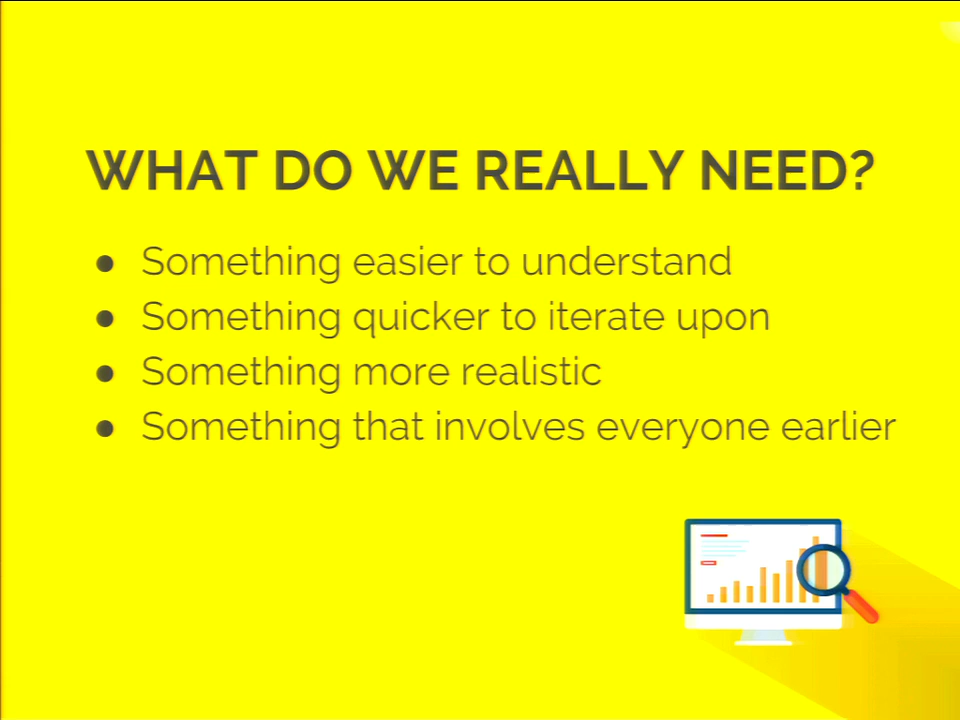 WHAT DO WE REALLY NEED?
● Something easier to understand
● Something quicker to iterate upon
● Something more realistic
● Something that involves everyone earlier